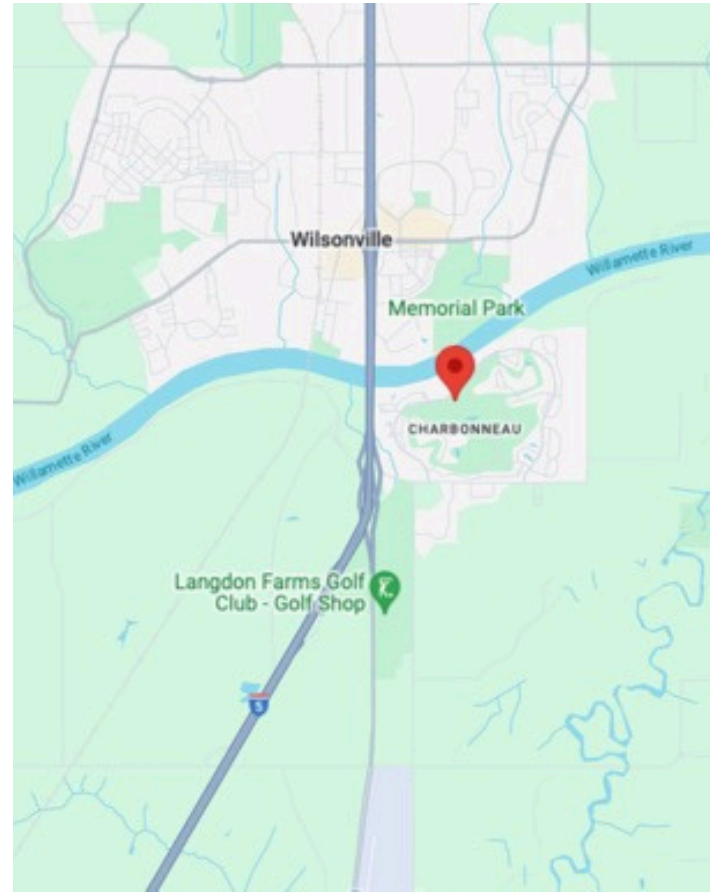 Wilsonville
Willamette River
Memorial Park
CHARBONNEAU
Willamette River
Langdon Farms Golf
Club - Golf Shop
5